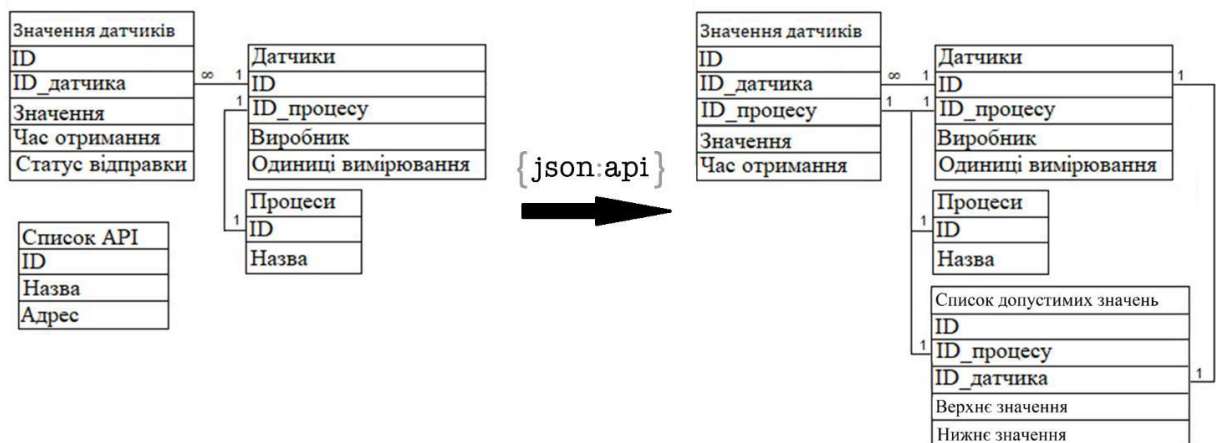 Значення датчиків
ID
ID_датчика
Значення
Час отримання
Статус відправки
∞ 1
1
Датчики
ID
ID_процесу
Виробник
Одиниці вимірювання
1
Процеси
ID
Назва
Список API
ID
Назва
Адрес
{json:api}
Значення датчиків
ID
ID_датчика
ID_процесу
Значення
Час отримання
∞ 1
1 1
Датчики
ID
ID_процесу
Виробник
Одиниці вимірювання
1
1
Процеси
ID
Назва
Список допустимих значень
ID
1
ID_процесу
ID_датчика
1
Верхнє значення
Нижнє значення